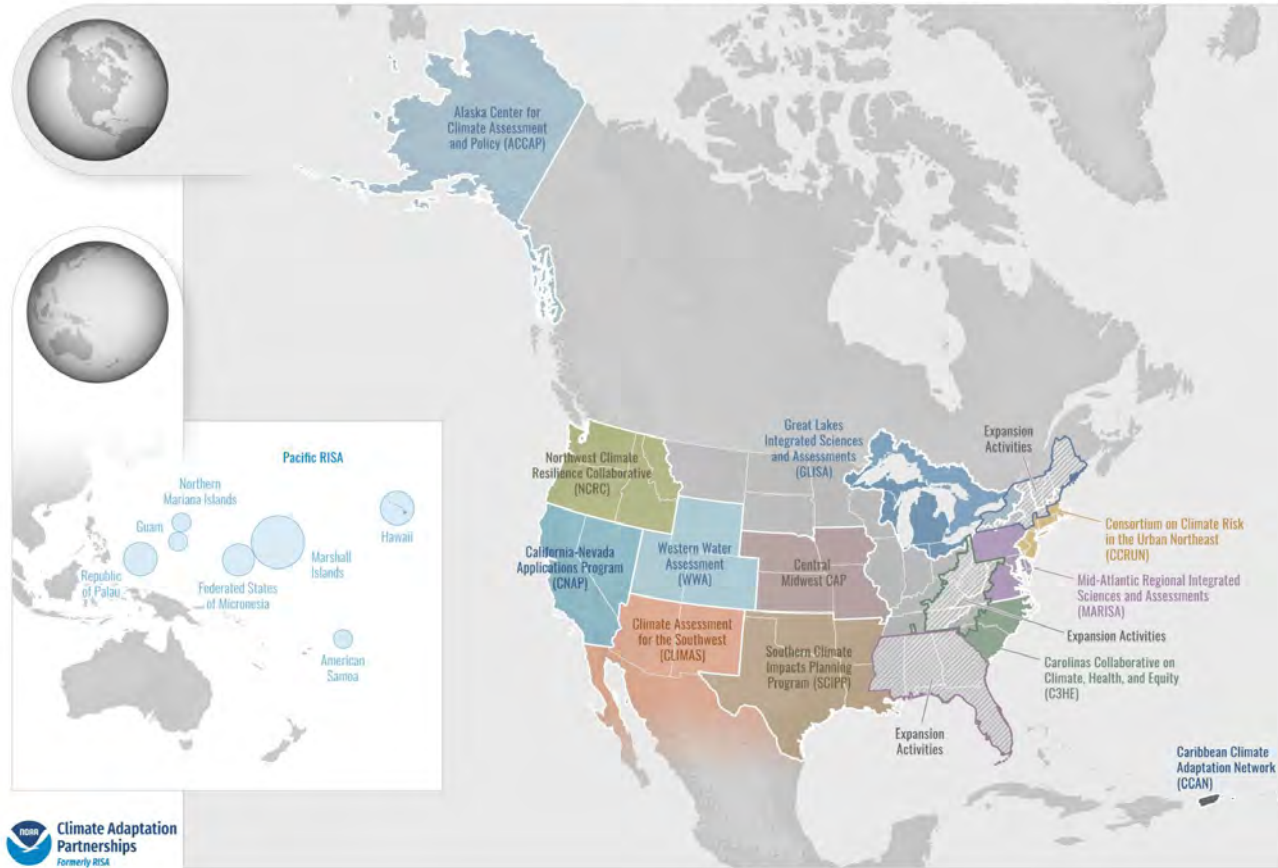 Alaska Center for
Climate Assessment
and Policy (ACCAP)
Pacific RISA
Northern
Mariana Islands
Guam
Republic
of Palau
Federated States
of Micronesia
Marshall
Islands
Hawaii
American
Samoa
Northwest Climate
Resilience Collaborative
(NCRC)
California-Nevada
Applications Program
(CNAP)
Western Water
Assessment
(WWA)
Climate Assessment
for the Southwest
(CLIMAS)
Central
Midwest CAP
Southern Climate
Impacts Planning
Program (SCIPP)
Great Lakes
Integrated Sciences
and Assessments
(GLISA)
Expansion
Activities
Consortium on Climate Risk
in the Urban Northeast
(CCRUN)
Mid-Atlantic Regional Integrated
Sciences and Assessments
(MARISA)
Expansion Activities
Carolinas Collaborative on
Climate, Health, and Equity
(C3HE)
Expansion
Activities
Caribbean Climate
Adaptation Network
(CCAN)
NOAA
Climate Adaptation
Partnerships
Formerly RISA